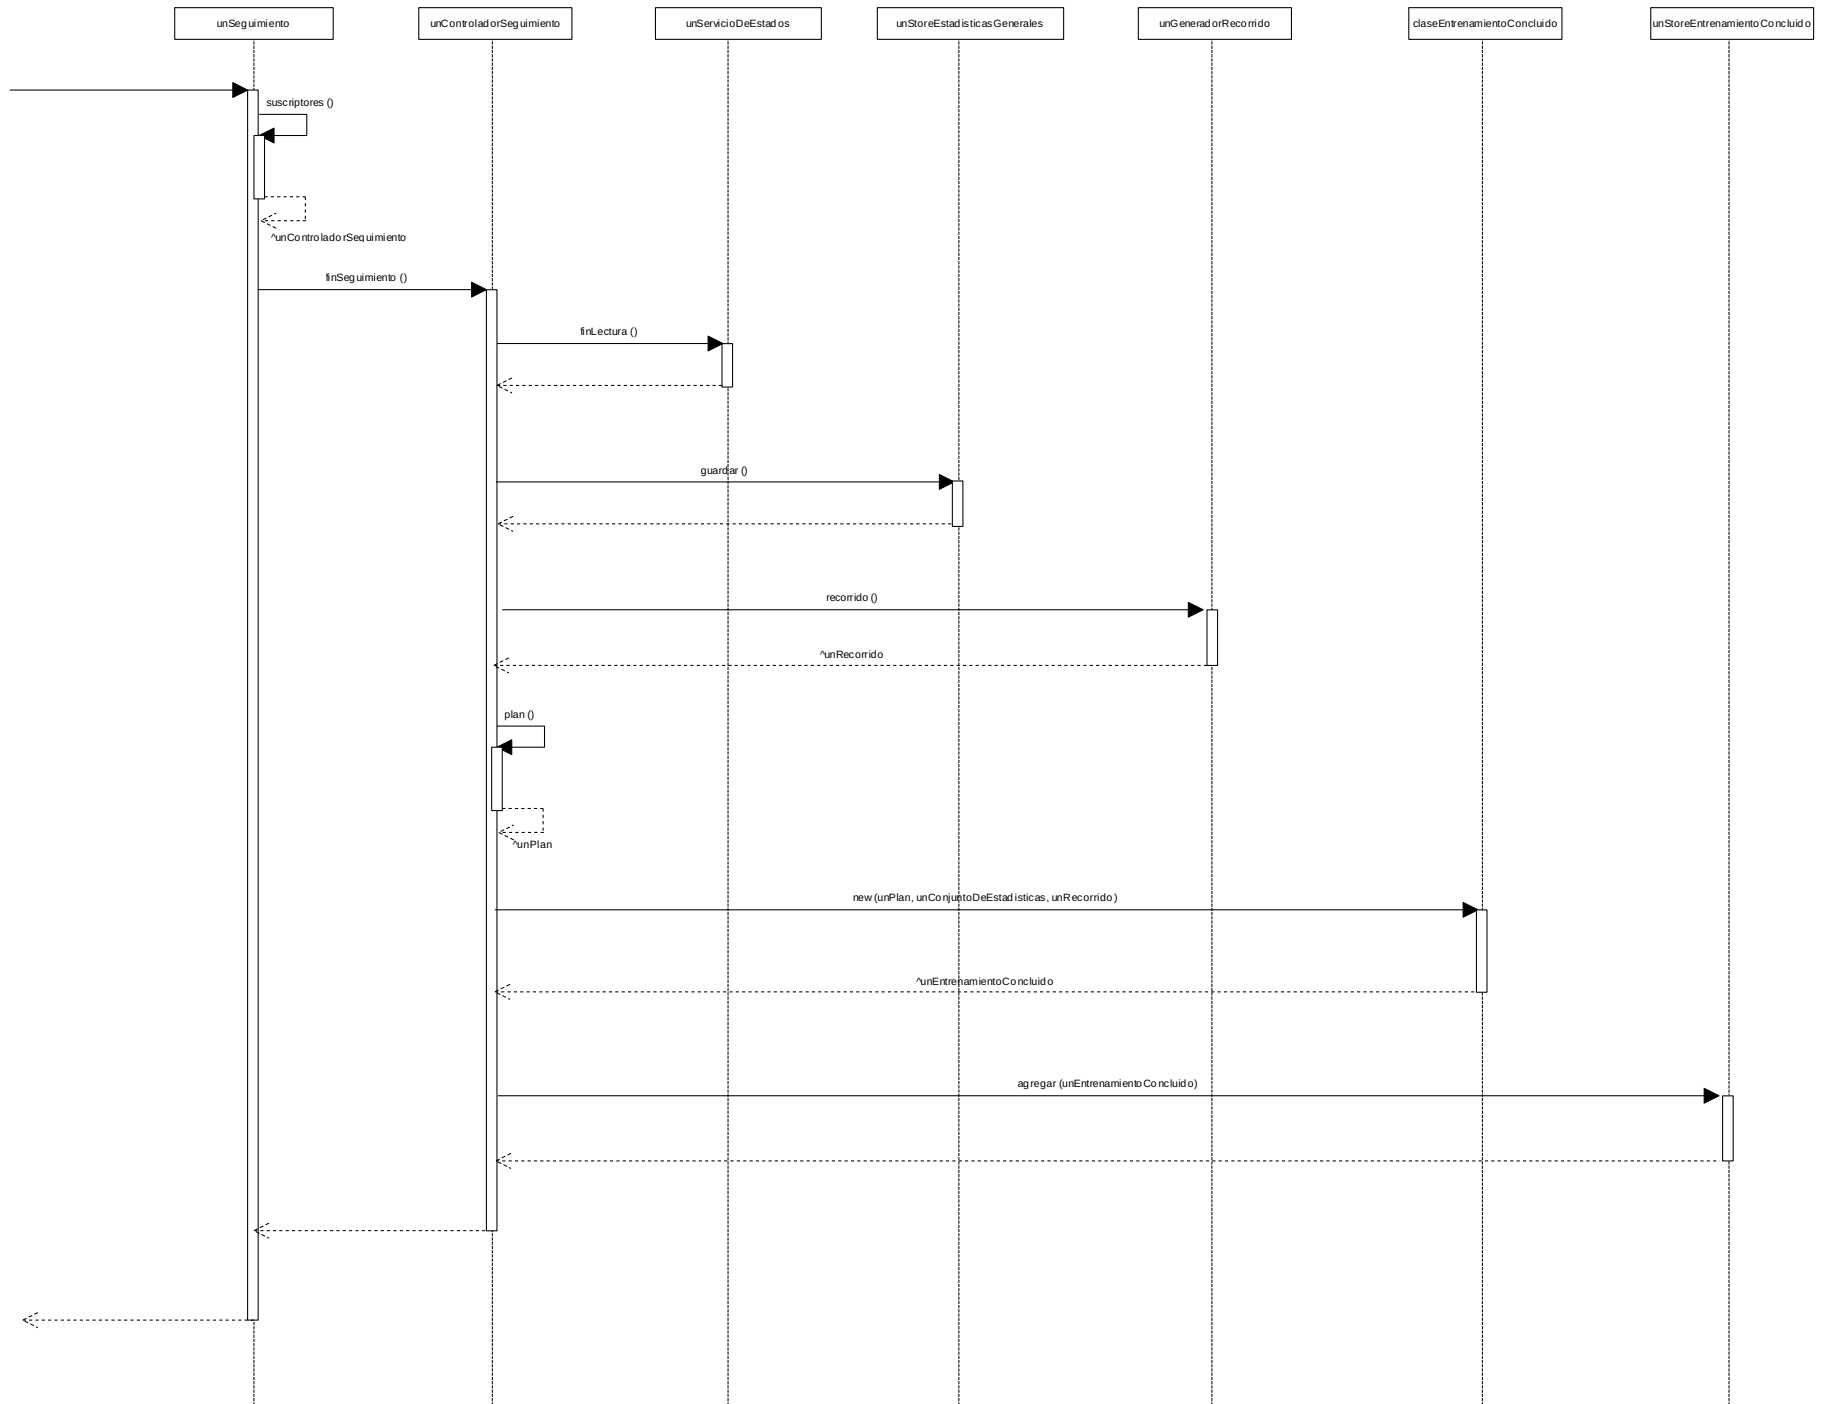 unSeguimiento
unControladorSeguimiento
unServicioDeEstados
unStoreEstadisticasGenerales
unGeneradorRecorrido
claseEntrenamientoConcluido
unStoreEntrenamientoConcluido
suscriptores ()
^unControladorSeguimiento
finSeguimiento ()
finLectura ()
guardar ()
recorrido ()
^unRecorrido
plan ()
^unPlan
new (unPlan, unConjuntoDeEstadisticas, unRecorrido)
^unEntrenamientoConcluido
agregar (unEntrenamientoConcluido)